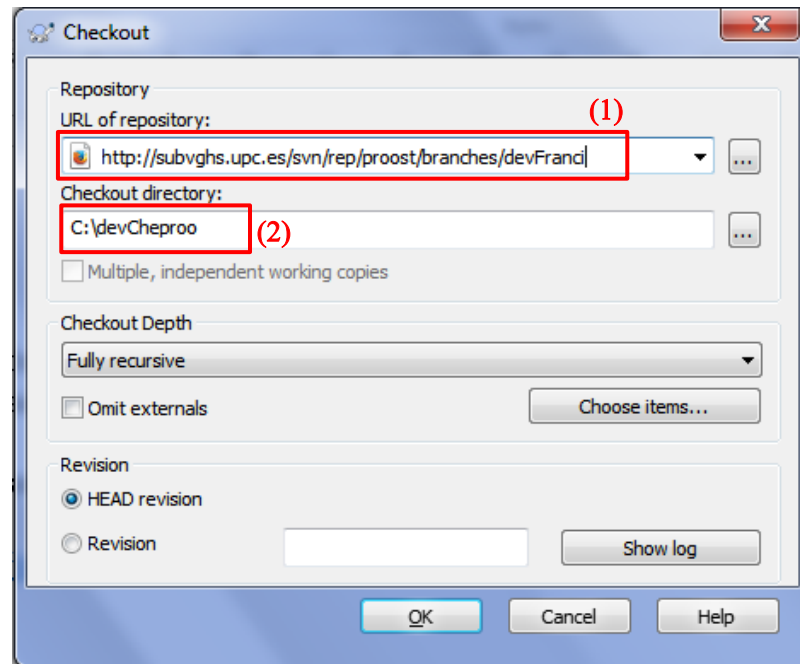 Checkout
X
Repository
URL of repository:
(1)
http://subvghs.upc.es/svn/rep/proost/branches/devFranci
...
Checkout directory:
C:\devCheproo
(2)
...
Multiple, independent working copies
Checkout Depth
Fully recursive
Omit externals
Choose items...
Revision
HEAD revision
Revision
Show log
OK
Cancel
Help